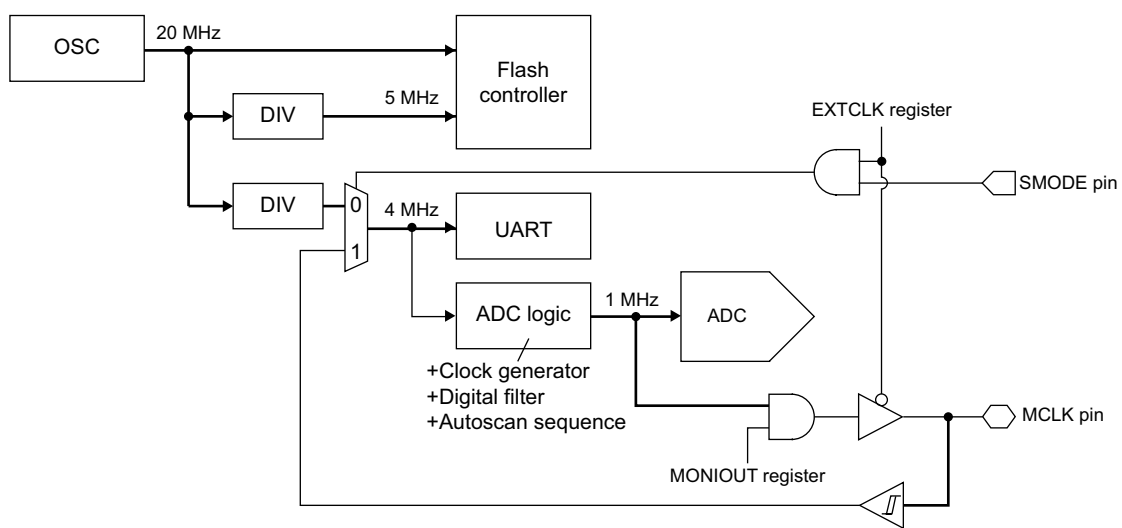 OSC
20 MHz
Flash
controller
DIV
5 MHz
EXTCLK register
SMODE pin
DIV
0
1
4 MHz
UART
ADC logic
1 MHz
ADC
+Clock generator
+Digital filter
+Autoscan sequence
MCLK pin
MONIOUT register